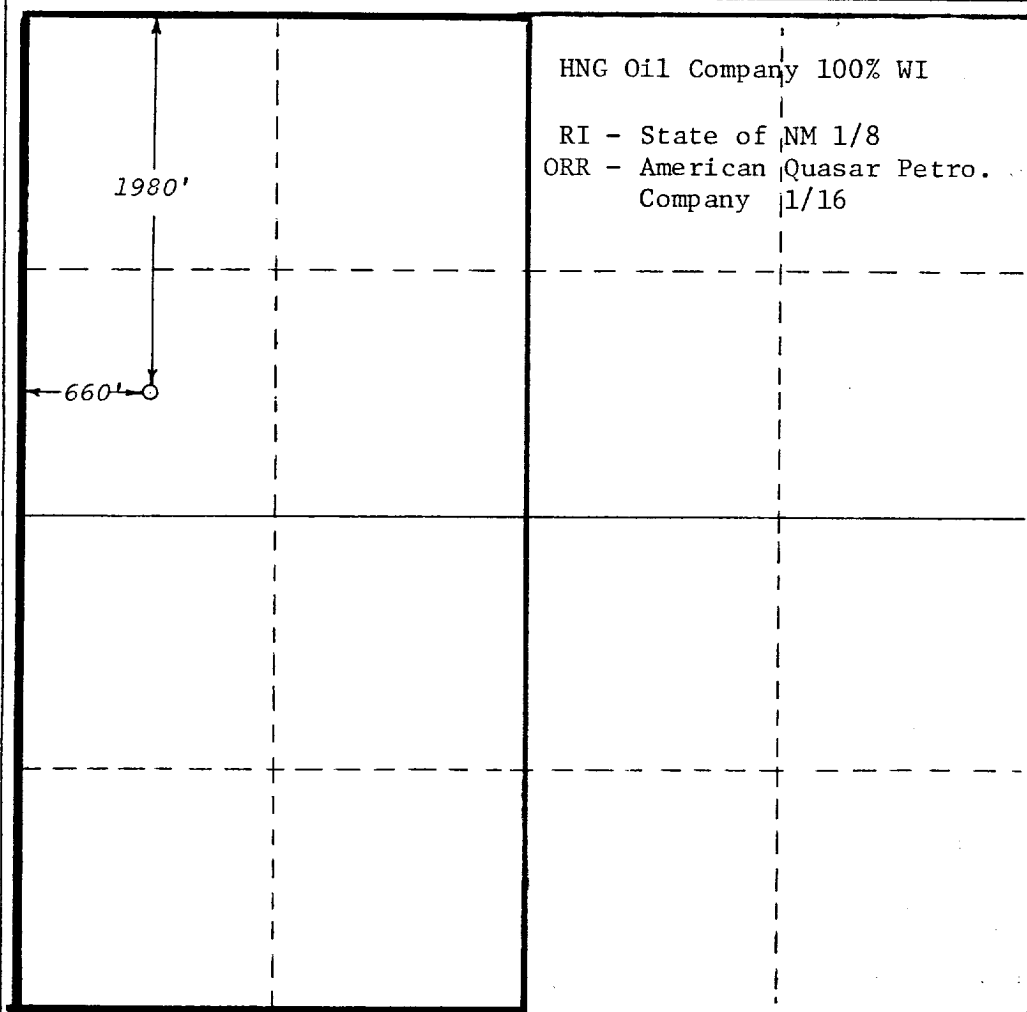 HNG Oil Company 100% WI
RI - State of NM 1/8
ORR - American Quasar Petro.
Company 1/16
1980'
660'